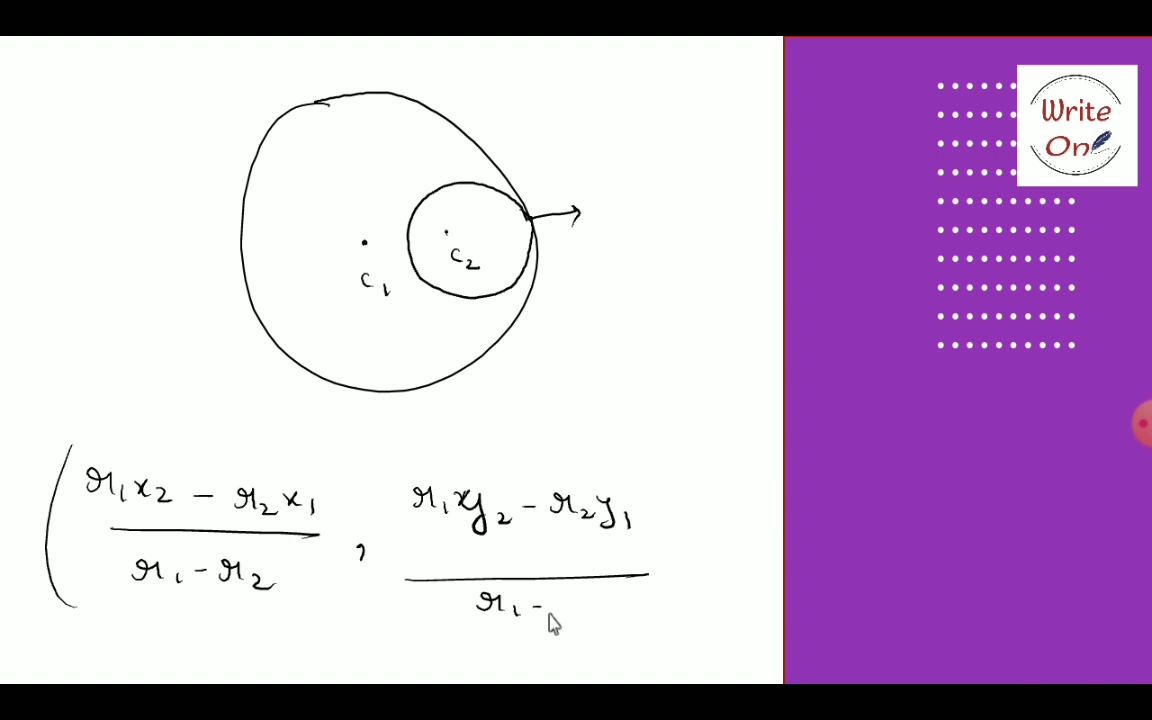 Write
On
C1
C2
( r1x2 - r2x1 / r1 - r2 , r1y2 - r2y1 / r1 -